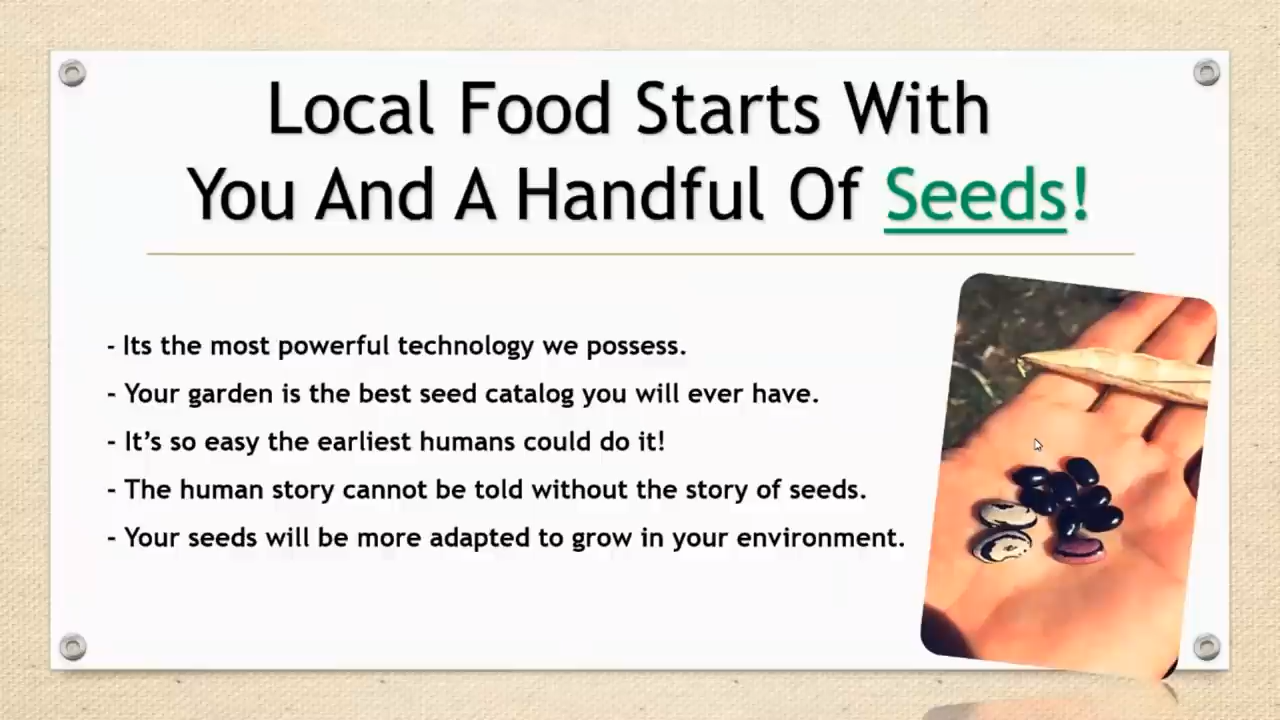 Local Food Starts With
You And A Handful Of Seeds!
- Its the most powerful technology we possess.
- Your garden is the best seed catalog you will ever have.
- It’s so easy the earliest humans could do it!
- The human story cannot be told without the story of seeds.
- Your seeds will be more adapted to grow in your environment.